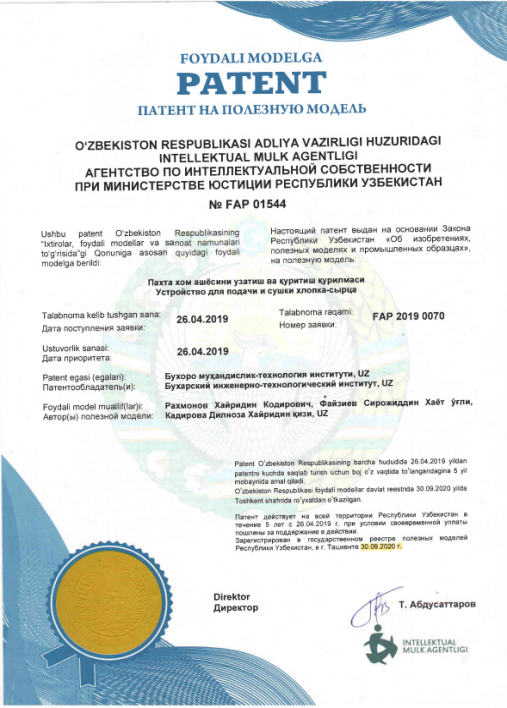 FOYDALI MODELGA
PATENT
ПАТЕНТ НА ПОЛЕЗНУЮ МОДЕЛЬ
O'ZBEKISTON RESPUBLIKASI ADLIYA VAZIRLIGI HUZURIDAGI
INTELLEKTUAL MULK AGENTLIGI
АГЕНТСТВО ПО ИНТЕЛЛЕКТУАЛЬНОЙ СОБСТВЕННОСТИ
ПРИ МИНИСТЕРСТВЕ ЮСТИЦИИ РЕСПУБЛИКИ УЗБЕКИСТАН
№ FAP 01544
Ushbu patent O'zbekiston Respublikasining
"Ixtirolar, foydali modellar va sanoat namunalari
to'g'risida"gi Qonuniga asosan quyidagi foydali
modelga berildi:
Настоящий патент выдан на основании Закона
Республики Узбекистан «Об изобретениях,
полезных моделях и промышленных образцах»,
на полезную модель:
Пахта хом ашёсини узатиш ва қуритиш қурилмаси
Устройство для подачи и сушки хлопка-сырца
Talabnoma kelib tushgan sana:
Дата поступления заявки:
26.04.2019
Talabnoma raqami:
Номер заявки:
FAP 2019 0070
Ustuvorlik sanasi:
Дата приоритета:
26.04.2019
Patent egasi (egalari): Бухоро муҳандислик-технология институти, UZ
Патентообладатель(и): Бухарский инженерно-технологический институт, UZ
Foydali model muallif(lar)i: Рахмонов Хайридин Кодирович, Файзиев Сирожиддин Хаёт ўғли,
Автор(ы) полезной модели: Кадирова Дилноза Хайридин қизи, UZ
Patent O'zbekiston Respublikasining barcha hududida 26.04.2019 yildan
patentni kuchda saqlab turish uchun boj o'z vaqtida to'langandagina 5 yil
mobaynida amal qiladi.
O'zbekiston Respublikasi foydali modellar davlat reestrida 30.09.2020 yilda
Toshkent shahrida ro'yxatdan o'tkazilgan.
Патент действует на всей территории Республики Узбекистан в
течение 5 лет с 26.04.2019 г. при условии своевременной уплаты
пошлины за поддержание в действии.
Зарегистрирован в государственном реестре полезных моделей
Республики Узбекистан, в г. Ташкенте 30.09.2020 г.
Direktor
Директор
Т. Абдусаттаров
INTELLEKTUAL
MULK AGENTLIGI